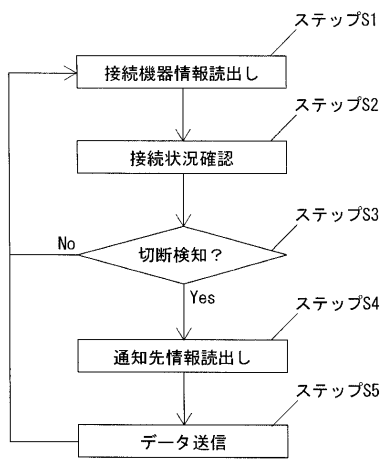 ステップS1
接続機器情報読出し
ステップS2
接続状況確認
ステップS3
切断検知？
No
Yes
ステップS4
通知先情報読出し
ステップS5
データ送信